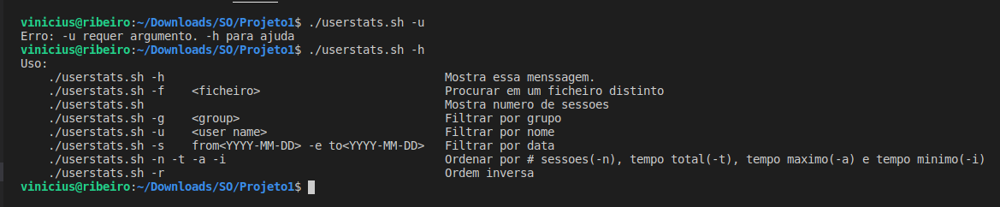 vinicius@ribeiro:~/Downloads/SO/Projeto1$ ./userstats.sh -u
Erro: -u requer argumento. -h para ajuda
vinicius@ribeiro:~/Downloads/SO/Projeto1$ ./userstats.sh -h
Uso:
    ./userstats.sh -h                                         Mostra essa menssagem.
    ./userstats.sh -f    <ficheiro>                           Procurar em um ficheiro distinto
    ./userstats.sh                                            Mostra numero de sessoes
    ./userstats.sh -g    <group>                              Filtrar por grupo
    ./userstats.sh -u    <user name>                          Filtrar por nome
    ./userstats.sh -s    from<YYYY-MM-DD> -e to<YYYY-MM-DD>   Filtrar por data
    ./userstats.sh -n -t -a -i                                Ordenar por # sessoes(-n), tempo total(-t), tempo maximo(-a) e tempo minimo(-i)
    ./userstats.sh -r                                         Ordem inversa
vinicius@ribeiro:~/Downloads/SO/Projeto1$